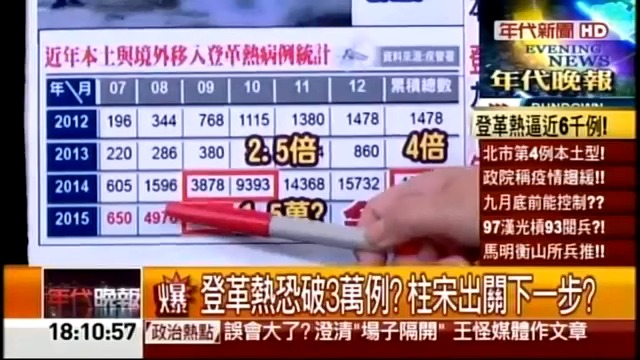 年代新聞 HD
EVENING NEWS
年代晚報
近年本土與境外移入登革熱病例統計
資料來源:疾管署
年 月 07 08 09 10 11 12 累積總數
2012 196 344 768 1115 1380 1478 1478
2013 220 286 380 860
2.5倍 4倍
2014 605 1596 3878 9393 14368 15732
2015 650
登革熱逼近6千例!
北市第4例本土型!
政院稱疫情趨緩!!
九月底前能控制??
97漢光槓93閱兵?!
馬明衡山所兵推!!
年代晚報
爆 登革熱恐破3萬例?柱宋出關下一步?
18:10:57 政治熱點 誤會大了?澄清"場子隔開" 王怪媒體作文章